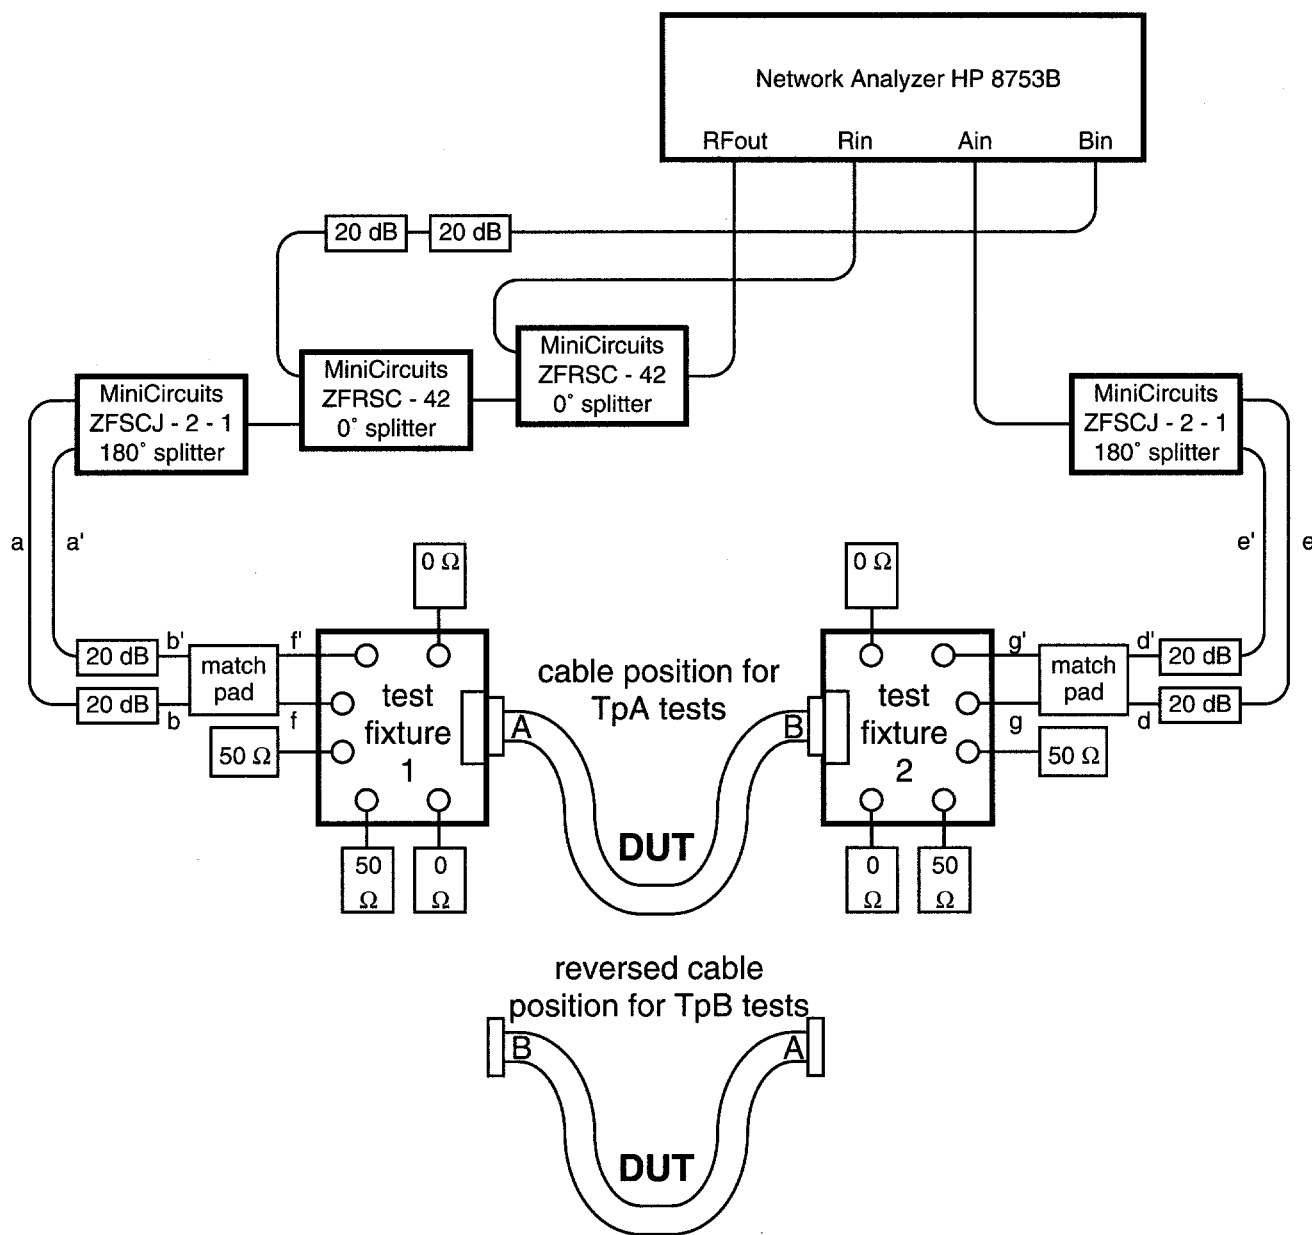 Network Analyzer HP 8753B
RFout Rin Ain Bin
20 dB 20 dB
MiniCircuits
ZFRSC - 42
0° splitter
MiniCircuits
ZFRSC - 42
0° splitter
MiniCircuits
ZFSCJ - 2 - 1
180° splitter
MiniCircuits
ZFSCJ - 2 - 1
180° splitter
a a' e' e
0 Ω
0 Ω
20 dB b' f'
match
pad
20 dB b f
50 Ω
test
fixture
1
50
Ω
0
Ω
cable position for
TpA tests
A B
DUT
test
fixture
2
g' d' 20 dB
match
pad
g d 20 dB
50 Ω
0
Ω
50
Ω
reversed cable
position for TpB tests
B A
DUT